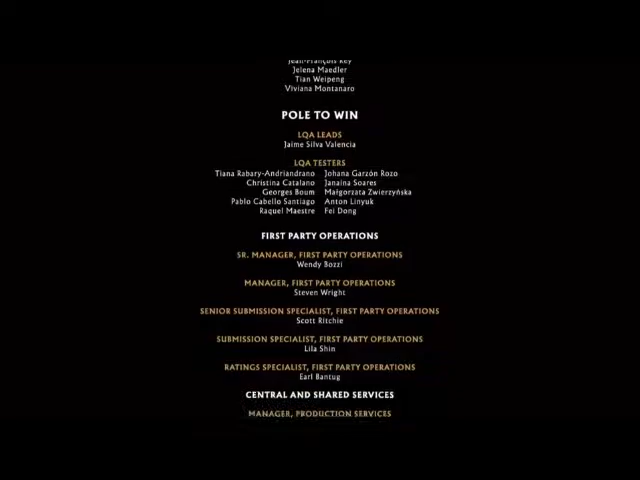 Jean-François Rey
Jelena Maedler
Tian Weipeng
Viviana Montanaro
POLE TO WIN
LQA LEADS
Jaime Silva Valencia
LQA TESTERS
Tiana Rabary-Andriandrano Johana Garzón Rozo
Christina Catalano Janaina Soares
Georges Boum Małgorzata Zwierzyńska
Pablo Cabello Santiago Anton Linyuk
Raquel Maestre Fei Dong
FIRST PARTY OPERATIONS
SR. MANAGER, FIRST PARTY OPERATIONS
Wendy Bozzi
MANAGER, FIRST PARTY OPERATIONS
Steven Wright
SENIOR SUBMISSION SPECIALIST, FIRST PARTY OPERATIONS
Scott Ritchie
SUBMISSION SPECIALIST, FIRST PARTY OPERATIONS
Lila Shin
RATINGS SPECIALIST, FIRST PARTY OPERATIONS
Earl Bantug
CENTRAL AND SHARED SERVICES
MANAGER, PRODUCTION SERVICES